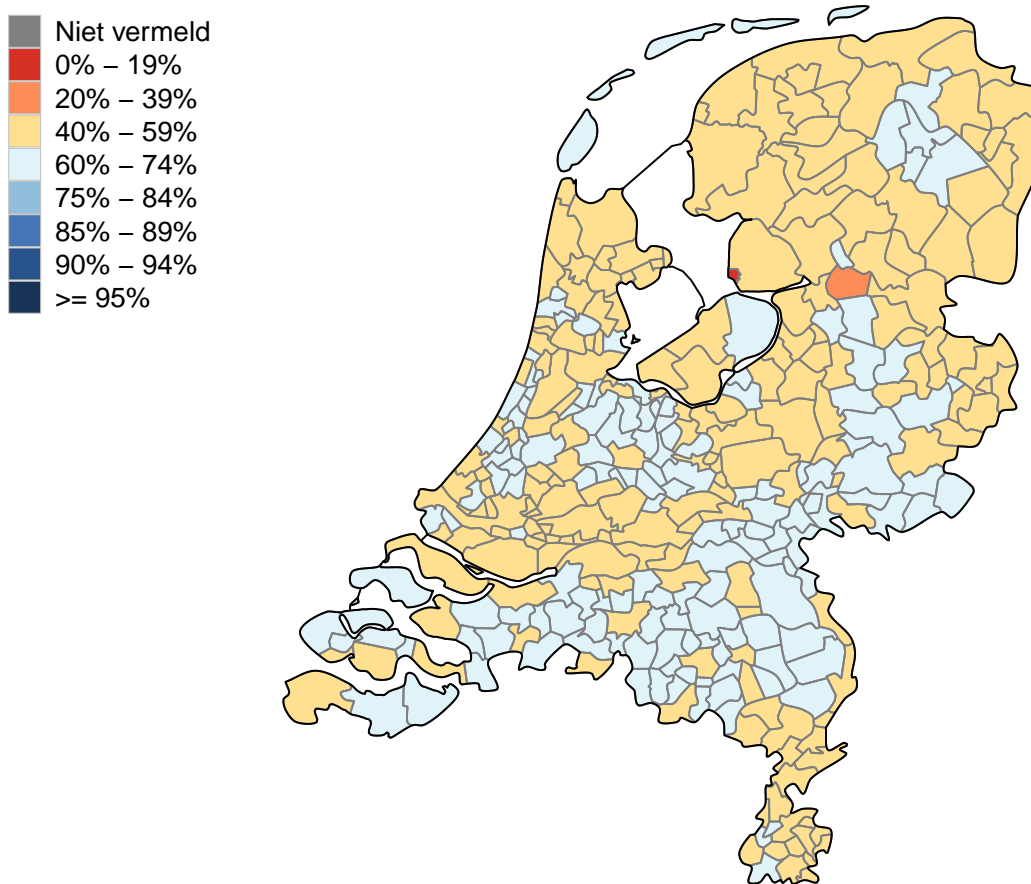 Niet vermeld
0% – 19%
20% – 39%
40% – 59%
60% – 74%
75% – 84%
85% – 89%
90% – 94%
>= 95%